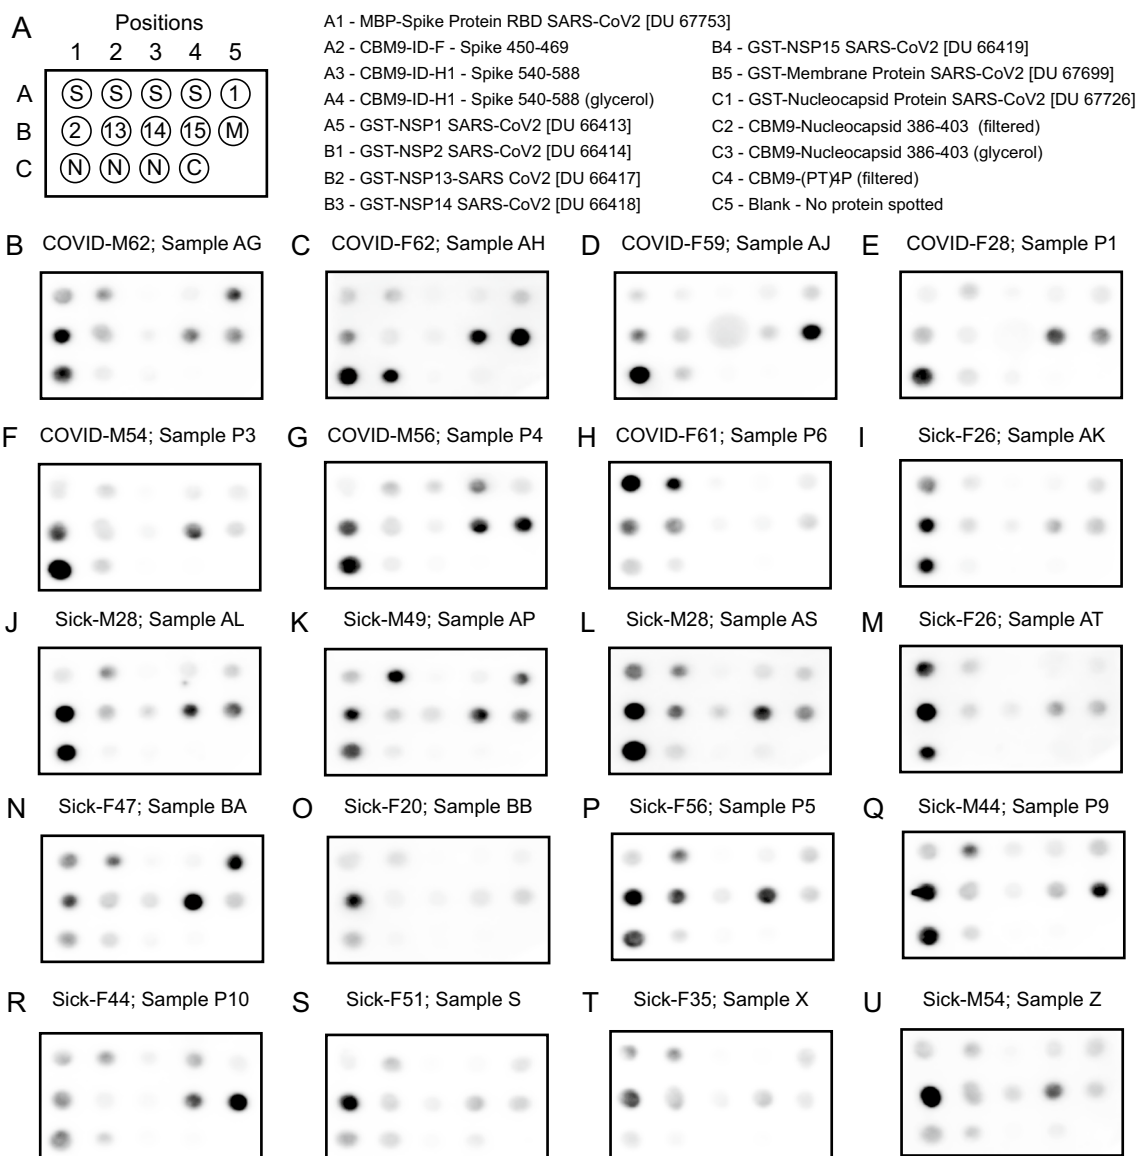 A
Positions
1 2 3 4 5
A S S S S 1
B 2 13 14 15 M
C N N N C
A1 - MBP-Spike Protein RBD SARS-CoV2 [DU 67753]
A2 - CBM9-ID-F - Spike 450-469
A3 - CBM9-ID-H1 - Spike 540-588
A4 - CBM9-ID-H1 - Spike 540-588 (glycerol)
A5 - GST-NSP1 SARS-CoV2 [DU 66413]
B1 - GST-NSP2 SARS-CoV2 [DU 66414]
B2 - GST-NSP13-SARS CoV2 [DU 66417]
B3 - GST-NSP14 SARS-CoV2 [DU 66418]
B4 - GST-NSP15 SARS-CoV2 [DU 66419]
B5 - GST-Membrane Protein SARS-CoV2 [DU 67699]
C1 - GST-Nucleocapsid Protein SARS-CoV2 [DU 67726]
C2 - CBM9-Nucleocapsid 386-403 (filtered)
C3 - CBM9-Nucleocapsid 386-403 (glycerol)
C4 - CBM9-(PT)4P (filtered)
C5 - Blank - No protein spotted
B COVID-M62; Sample AG
C COVID-F62; Sample AH
D COVID-F59; Sample AJ
E COVID-F28; Sample P1
F COVID-M54; Sample P3
G COVID-M56; Sample P4
H COVID-F61; Sample P6
I Sick-F26; Sample AK
J Sick-M28; Sample AL
K Sick-M49; Sample AP
L Sick-M28; Sample AS
M Sick-F26; Sample AT
N Sick-F47; Sample BA
O Sick-F20; Sample BB
P Sick-F56; Sample P5
Q Sick-M44; Sample P9
R Sick-F44; Sample P10
S Sick-F51; Sample S
T Sick-F35; Sample X
U Sick-M54; Sample Z